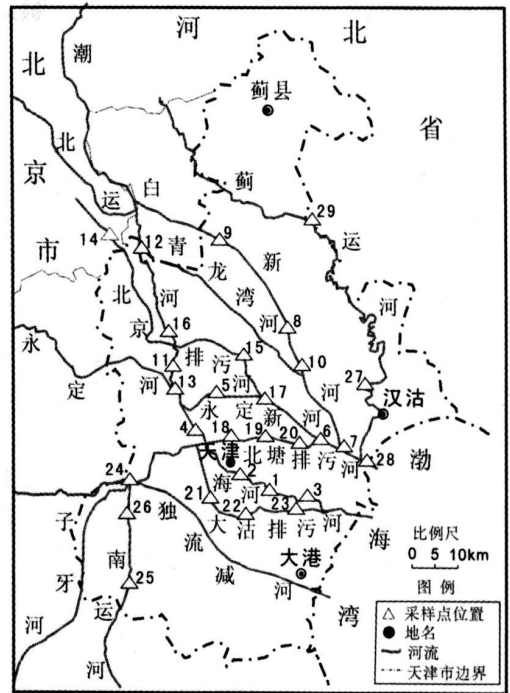 河北省
北京市
潮白新河
蓟县
蓟运河
29
北运河
14
12
9
青龙湾河
北京排污河
16
8
15
11
10
永定河
13
5
永定新河
17
27
汉沽
4
18
19
20
6
7
28
天津
北塘排污河
渤海湾
24
2
海河
1
3
21
22
23
大沽排污河
26
子牙河
独流减河
大港
南运河
25
比例尺
0 5 10km
图例
采样点位置
地名
河流
天津市边界